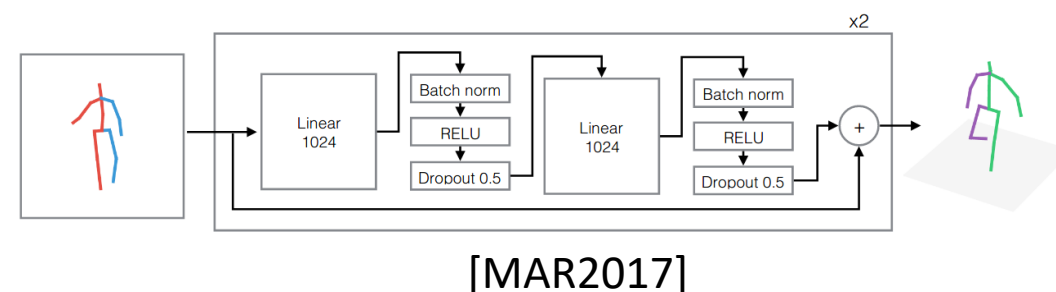 x2
Linear
1024
Batch norm
RELU
Dropout 0.5
Linear
1024
Batch norm
RELU
Dropout 0.5
+
[MAR2017]